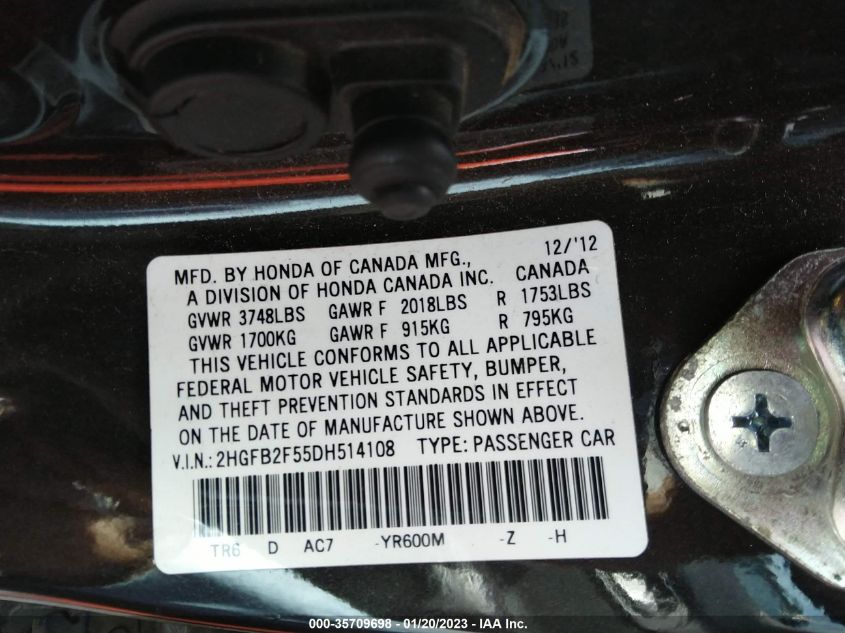 12/'12
MFD. BY HONDA OF CANADA MFG.,
A DIVISION OF HONDA CANADA INC. CANADA
GVWR 3748LBS GAWR F 2018LBS R 1753LBS
GVWR 1700KG GAWR F 915KG R 795KG
THIS VEHICLE CONFORMS TO ALL APPLICABLE
FEDERAL MOTOR VEHICLE SAFETY, BUMPER,
AND THEFT PREVENTION STANDARDS IN EFFECT
ON THE DATE OF MANUFACTURE SHOWN ABOVE.
V.I.N.: 2HGFB2F55DH514108 TYPE: PASSENGER CAR
TR6 D AC7 -YR600M -Z -H
000-35709698 - 01/20/2023 - IAA Inc.